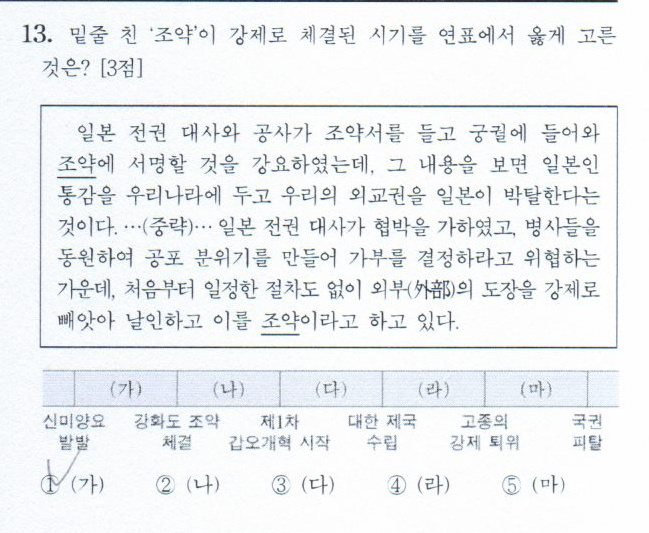 13. 밑줄 친 ‘조약’이 강제로 체결된 시기를 연표에서 옳게 고른
것은? [3점]
일본 전권 대사와 공사가 조약서를 들고 궁궐에 들어와
조약에 서명할 것을 강요하였는데, 그 내용을 보면 일본인
통감을 우리나라에 두고 우리의 외교권을 일본이 박탈한다는
것이다. …(중략)… 일본 전권 대사가 협박을 가하였고, 병사들을
동원하여 공포 분위기를 만들어 가부를 결정하라고 위협하는
가운데, 처음부터 일정한 절차도 없이 외부(外部)의 도장을 강제로
빼앗아 날인하고 이를 조약이라고 하고 있다.
(가) (나) (다) (라) (마)
신미양요 강화도 조약 제1차 대한 제국 고종의 국권
발발 체결 갑오개혁 시작 수립 강제 퇴위 피탈
① (가) ② (나) ③ (다) ④ (라) ⑤ (마)